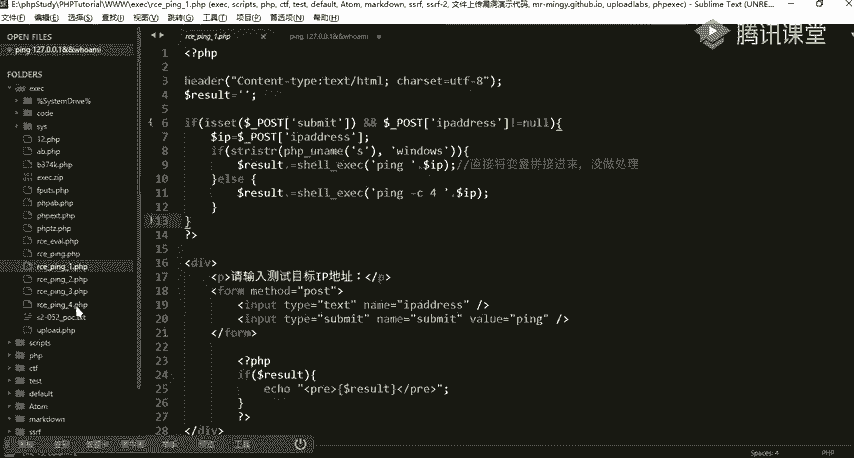 E:\phpStudy\PHPTutorial\WWW\exec\rce_ping_1.php (exec, scripts, php, ctf, test, default, Atom, markdown, ssrf, ssrf-2, 文件上传漏洞演示代码, mr-mingy.github.io, uploadlabs, phpexec) - Sublime Text (UNRE...
文件(F) 编辑(E) 选择(S) 查找(I) 查看(V) 跳转(G) 工具(T) 项目(P) 首选项(N) 帮助(H)
腾讯课堂
OPEN FILES
ping 127.0.0.1&&whoami
FOLDERS
exec
%SystemDrive%
code
sys
12.php
ab.php
b374k.php
exec.zip
fputs.php
phpab.php
phpext.php
phptz.php
rce_eval.php
rce_ping.php
rce_ping_1.php
rce_ping_2.php
rce_ping_3.php
rce_ping_4.php
s2-052_poc.txt
upload.php
scripts
php
ctf
test
default
Atom
markdown
ssrf
rce_ping_1.php
ping 127.0.0.1&&whoami
1 <?php
2
3 header("Content-type:text/html; charset=utf-8");
4 $result='';
5
6 if(isset($_POST['submit']) && $_POST['ipaddress']!=null){
7 $ip=$_POST['ipaddress'];
8 if(stristr(php_uname('s'), 'windows')){
9 $result.=shell_exec('ping '.$ip);//直接将变量拼接进来，没做处理
10 }else {
11 $result.=shell_exec('ping -c 4 '.$ip);
12 }
13 }
14 ?>
15
16 <div>
17 <p>请输入测试目标IP地址：</p>
18 <form method="post">
19 <input type="text" name="ipaddress" />
20 <input type="submit" name="submit" value="ping" />
21 </form>
22
23 <?php
24 if($result){
25 echo "<pre>{$result}</pre>";
26 }
27 ?>
28 </div>
Spaces: 4
PHP